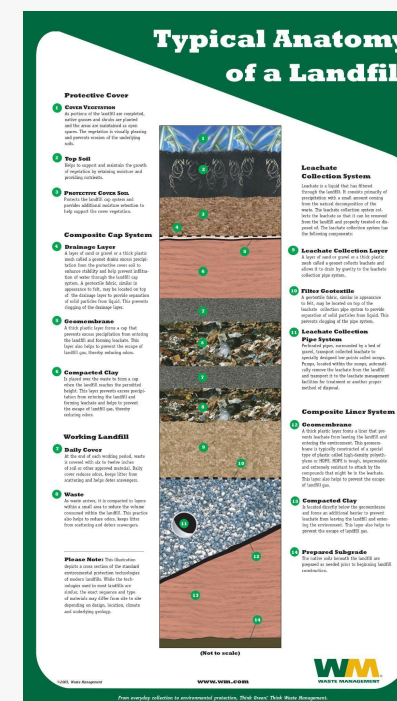 Typical Anatomy
of a Landfil
Protective Cover
1 Cover Vegetation
As portions of the landfill are completed,
native grasses and shrubs are planted
and the areas are maintained as open
spaces. The vegetation is visually pleasing
and prevents erosion of the underlying
soils.
2 Top Soil
Helps to support and maintain the growth
of vegetation by retaining moisture and
providing nutrients.
3 Protective Cover Soil
Protects the landfill cap system and
provides additional moisture retention to
help support the cover vegetation.
Composite Cap System
4 Drainage Layer
A layer of sand or gravel or a thick plastic
mesh called a geonet drains excess precipi-
tation from the protective cover soil to
enhance stability and help prevent infiltra-
tion of water through the landfill cap
system. A geotextile fabric, similar in
appearance to felt, may be located on top
of the drainage layer to provide separation
of solid particles from liquid. This prevents
clogging of the drainage layer.
5 Geomembrane
A thick plastic layer forms a cap that
prevents excess precipitation from entering
the landfill and forming leachate. This
layer also helps to prevent the escape of
landfill gas, thereby reducing odors.
6 Compacted Clay
Is placed over the waste to form a cap
when the landfill reaches the permitted
height. This layer prevents excess precipi-
tation from entering the landfill and
forming leachate and helps to prevent
the escape of landfill gas, thereby
reducing odors.
Working Landfill
7 Daily Cover
At the end of each working period, waste
is covered with six to twelve inches
of soil or other approved material. Daily
cover reduces odors, keeps litter from
scattering and helps deter scavengers.
8 Waste
As waste arrives, it is compacted in layers
within a small area to reduce the volume
consumed within the landfill. This practice
also helps to reduce odors, keeps litter
from scattering and deters scavengers.
Please Note: This illustration
depicts a cross section of the standard
environmental protection technologies
of modern landfills. While the tech-
nologies used in most landfills are
similar, the exact sequence and type
of materials may differ from site to site
depending on design, location, climate
and underlying geology.
©2003, Waste Management
1
2
3
4
5
6
7
8
7
8
9
10
11
12
13
14
(Not to scale)
www.wm.com
Leachate
Collection System
Leachate is a liquid that has filtered
through the landfill. It consists primarily of
precipitation with a small amount coming
from the natural decomposition of the
waste. The leachate collection system col-
lects the leachate so that it can be removed
from the landfill and properly treated or dis-
posed of. The leachate collection system has
the following components:
9 Leachate Collection Layer
A layer of sand or gravel or a thick plastic
mesh called a geonet collects leachate and
allows it to drain by gravity to the leachate
collection pipe system.
10 Filter Geotextile
A geotextile fabric, similar in appearance
to felt, may be located on top of the
leachate collection pipe system to provide
separation of solid particles from liquid. This
prevents clogging of the pipe system.
11 Leachate Collection
Pipe System
Perforated pipes, surrounded by a bed of
gravel, transport collected leachate to
specially designed low points called sumps.
Pumps, located within the sumps, automati-
cally remove the leachate from the landfill
and transport it to the leachate management
facilities for treatment or another proper
method of disposal.
Composite Liner System
12 Geomembrane
A thick plastic layer forms a liner that pre-
vents leachate from leaving the landfill and
entering the environment. This geomem-
brane is typically constructed of a special
type of plastic called high-density polyeth-
ylene or HDPE. HDPE is tough, impermeable
and extremely resistant to attack by the
compounds that might be in the leachate.
This layer also helps to prevent the escape
of landfill gas.
13 Compacted Clay
Is located directly below the geomembrane
and forms an additional barrier to prevent
leachate from leaving the landfill and enter-
ing the environment. This layer also helps to
prevent the escape of landfill gas.
14 Prepared Subgrade
The native soils beneath the landfill are
prepared as needed prior to beginning landfill
construction.
WM
WASTE MANAGEMENT
From everyday collection to environmental protection, Think Green! Think Waste Management.